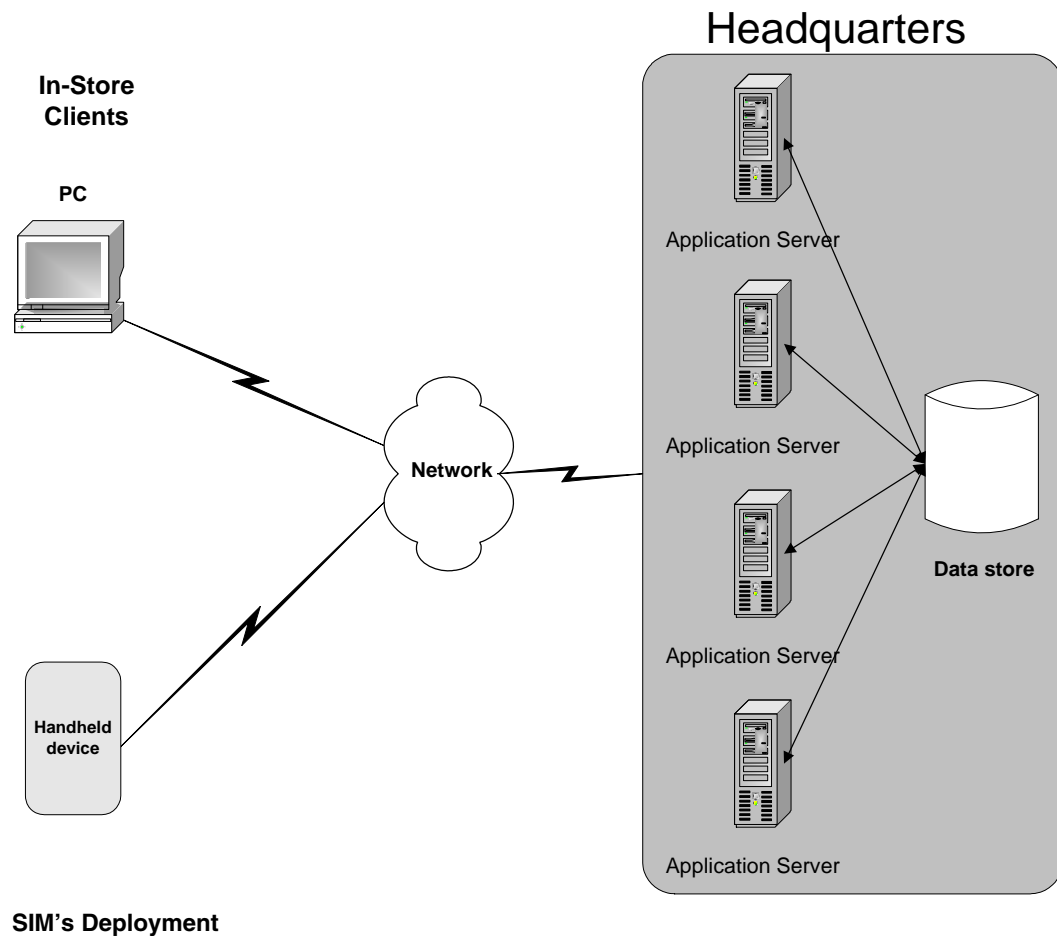 Headquarters
In-Store
Clients
PC
Application Server
Application Server
Network
Data store
Application Server
Handheld
device
Application Server
SIM's Deployment